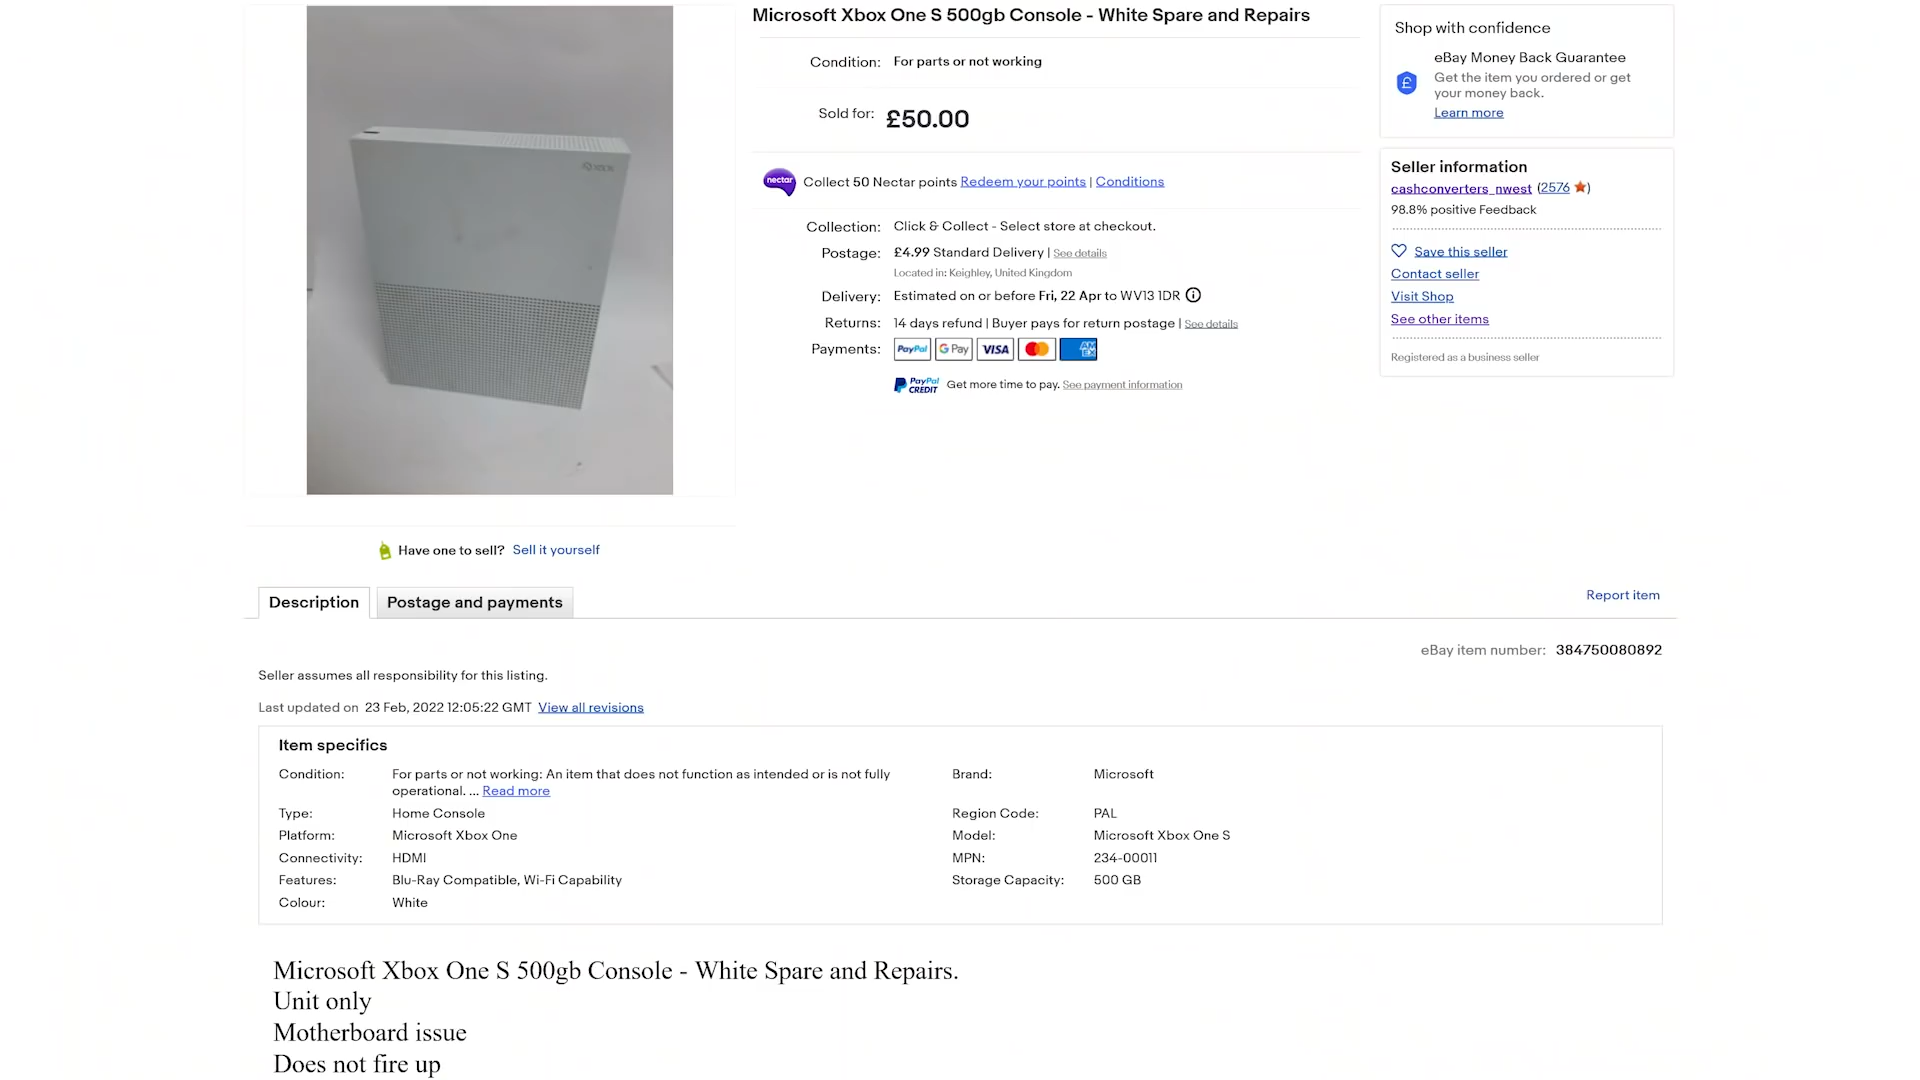 Microsoft Xbox One S 500gb Console - White Spare and Repairs
Condition: For parts or not working
Sold for: £50.00
nectar Collect 50 Nectar points Redeem your points | Conditions
Collection: Click & Collect - Select store at checkout.
Postage: £4.99 Standard Delivery | See details
Located in: Keighley, United Kingdom
Delivery: Estimated on or before Fri, 22 Apr to WV13 1DR
Returns: 14 days refund | Buyer pays for return postage | See details
Payments: PayPal G Pay VISA AM EX
PayPal CREDIT Get more time to pay. See payment information
Shop with confidence
eBay Money Back Guarantee
£ Get the item you ordered or get
your money back.
Learn more
Seller information
cashconverters_nwest (2576)
98.8% positive Feedback
Save this seller
Contact seller
Visit Shop
See other items
Registered as a business seller
XBOX
Have one to sell? Sell it yourself
Description Postage and payments
Report item
eBay item number: 384750080892
Seller assumes all responsibility for this listing.
Last updated on 23 Feb, 2022 12:05:22 GMT View all revisions
Item specifics
Condition: For parts or not working: An item that does not function as intended or is not fully
operational. ... Read more
Brand: Microsoft
Type: Home Console
Region Code: PAL
Platform: Microsoft Xbox One
Model: Microsoft Xbox One S
Connectivity: HDMI
MPN: 234-00011
Features: Blu-Ray Compatible, Wi-Fi Capability
Storage Capacity: 500 GB
Colour: White
Microsoft Xbox One S 500gb Console - White Spare and Repairs.
Unit only
Motherboard issue
Does not fire up